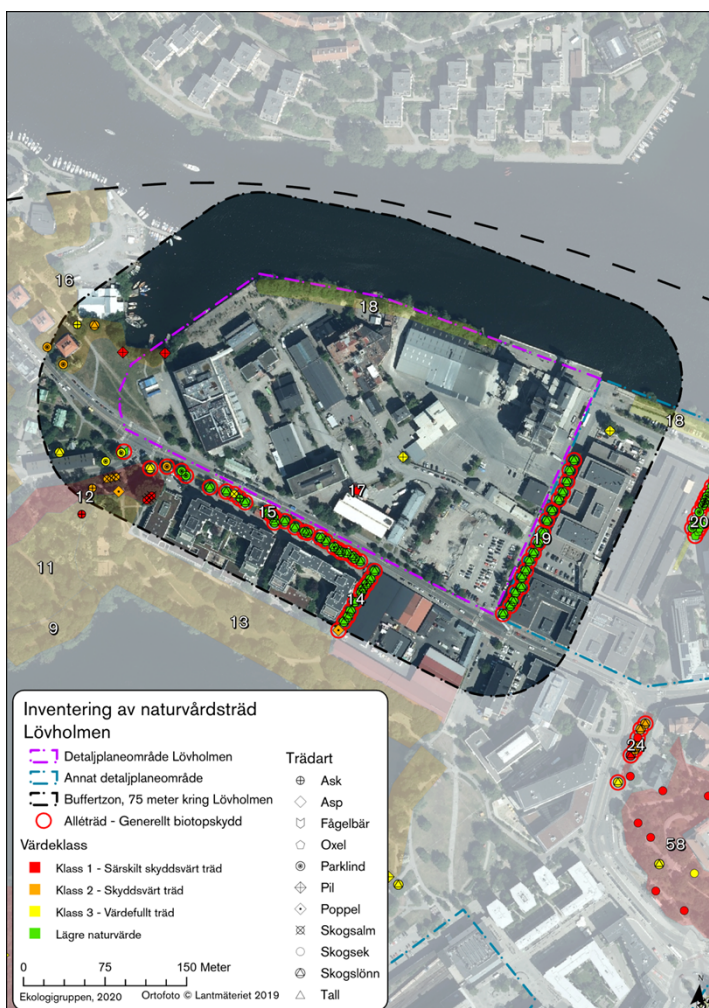 16
18
18
17
12
15
20
19
11
14
9
13
24
58
Inventering av naturvårdsträd
Lövholmen
Detaljplaneområde Lövholmen
Annat detaljplaneområde
Buffertzon, 75 meter kring Lövholmen
Alléträd - Generellt biotopskydd
Värdeklass
Klass 1 - Särskilt skyddsvärt träd
Klass 2 - Skyddsvärt träd
Klass 3 - Värdefullt träd
Lägre naturvärde
0 75 150 Meter
Ekologigruppen, 2020 Ortofoto © Lantmäteriet 2019
Trädart
Ask
Asp
Fågelbär
Oxel
Parklind
Pil
Poppel
Skogsalm
Skogsek
Skogslönn
Tall
N